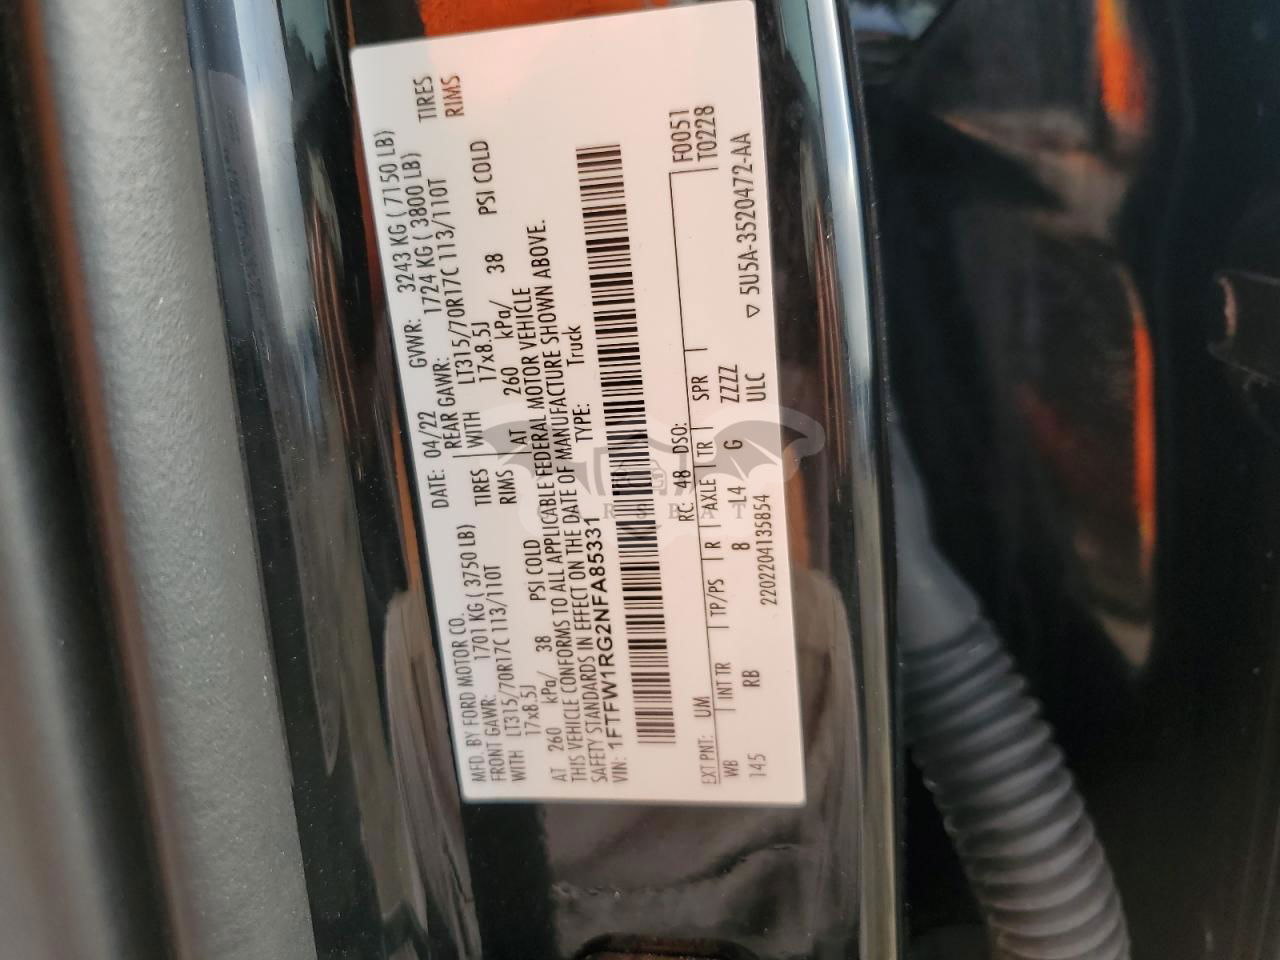 MFD. BY FORD MOTOR CO.
DATE: 04/22 GVWR: 3243 KG ( 7150 LB)
FRONT GAWR: 1701 KG ( 3750 LB) REAR GAWR: 1724 KG ( 3800 LB)
WITH LT315/70R17C 113/110T TIRES WITH LT315/70R17C 113/110T TIRES
17x8.5J RIMS 17x8.5J RIMS
AT 260 kPa/ 38 PSI COLD AT 260 kPa/ 38 PSI COLD
THIS VEHICLE CONFORMS TO ALL APPLICABLE FEDERAL MOTOR VEHICLE
SAFETY STANDARDS IN EFFECT ON THE DATE OF MANUFACTURE SHOWN ABOVE.
VIN: 1FTFW1RG2NFA85331 TYPE: Truck
F0051
T0228
EXT PNT: UM RC: 48 DSO:
WB INT TR TP/PS R AXLE TR SPR
145 RB 8 L4 G ZZZZ
ULC ▽ 5U5A-3520472-AA
2202204135854